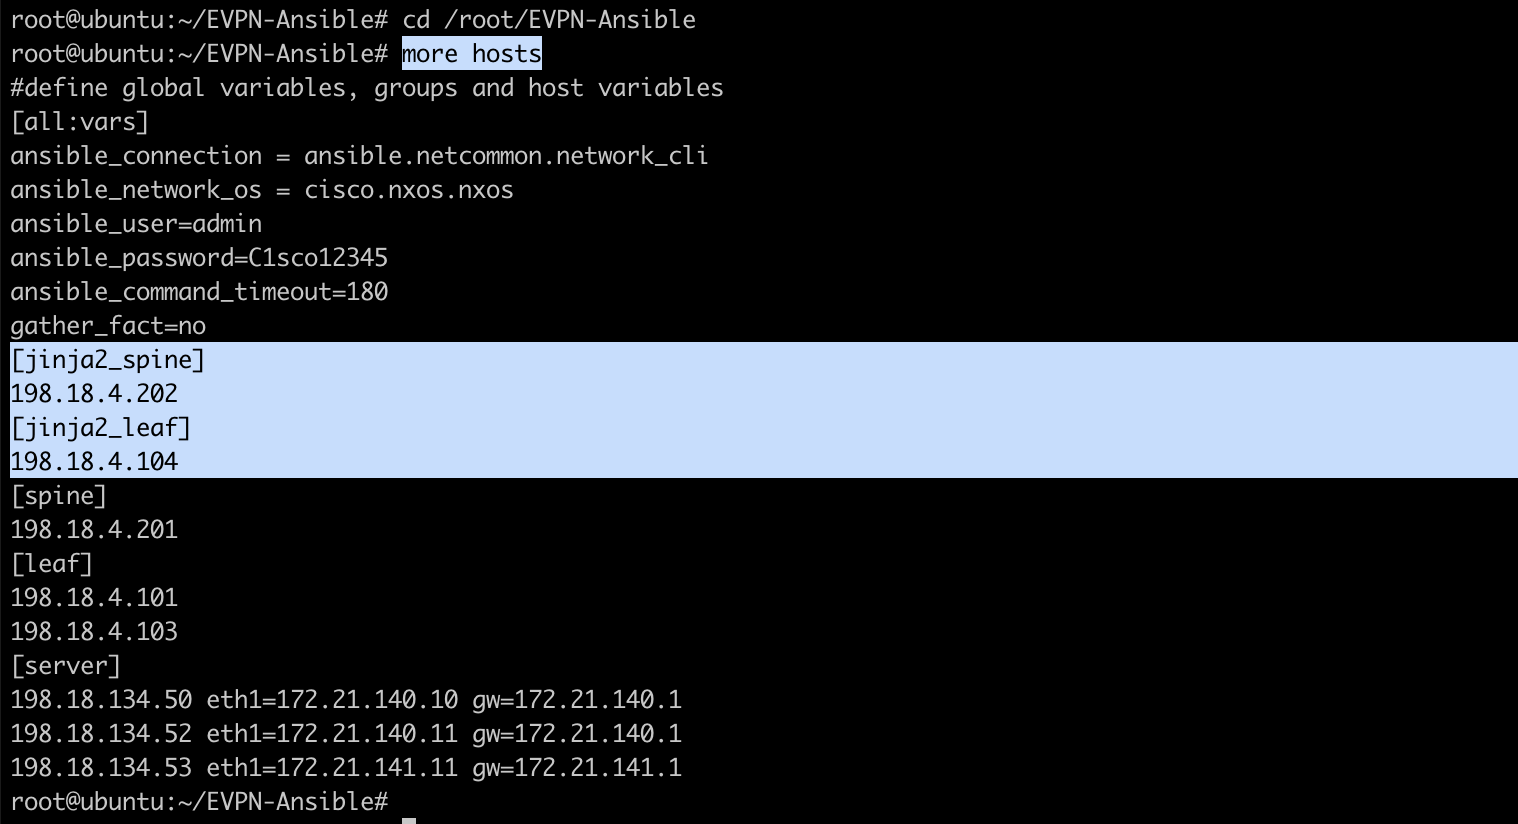 root@ubuntu:~/EVPN-Ansible# cd /root/EVPN-Ansible
root@ubuntu:~/EVPN-Ansible# more hosts
#define global variables, groups and host variables
[all:vars]
ansible_connection = ansible.netcommon.network_cli
ansible_network_os = cisco.nxos.nxos
ansible_user=admin
ansible_password=C1sco12345
ansible_command_timeout=180
gather_fact=no
[jinja2_spine]
198.18.4.202
[jinja2_leaf]
198.18.4.104
[spine]
198.18.4.201
[leaf]
198.18.4.101
198.18.4.103
[server]
198.18.134.50 eth1=172.21.140.10 gw=172.21.140.1
198.18.134.52 eth1=172.21.140.11 gw=172.21.140.1
198.18.134.53 eth1=172.21.141.11 gw=172.21.141.1
root@ubuntu:~/EVPN-Ansible#